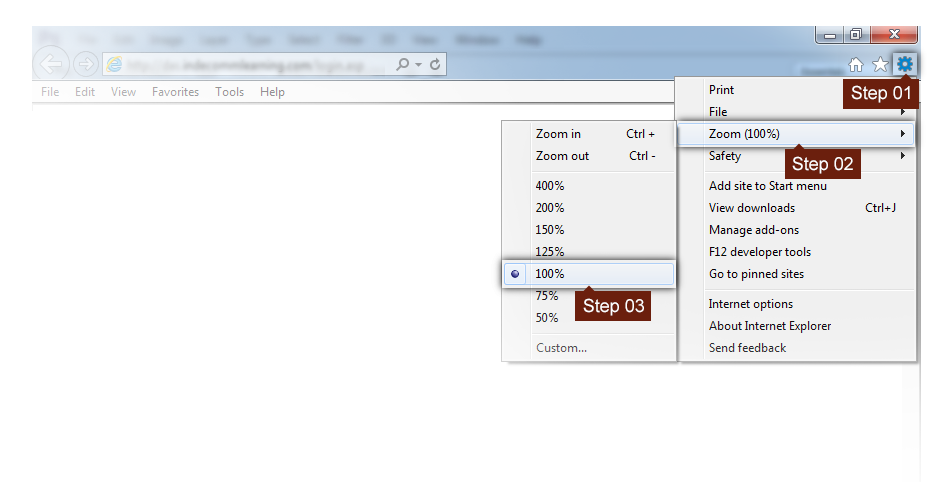 File Edit View Favorites Tools Help
Print
Step 01
File
Zoom (100%)
Safety
Step 02
Add site to Start menu
View downloads Ctrl+J
Manage add-ons
F12 developer tools
Go to pinned sites
Internet options
About Internet Explorer
Send feedback
Zoom in Ctrl +
Zoom out Ctrl -
400%
200%
150%
125%
100%
75%
Step 03
50%
Custom...